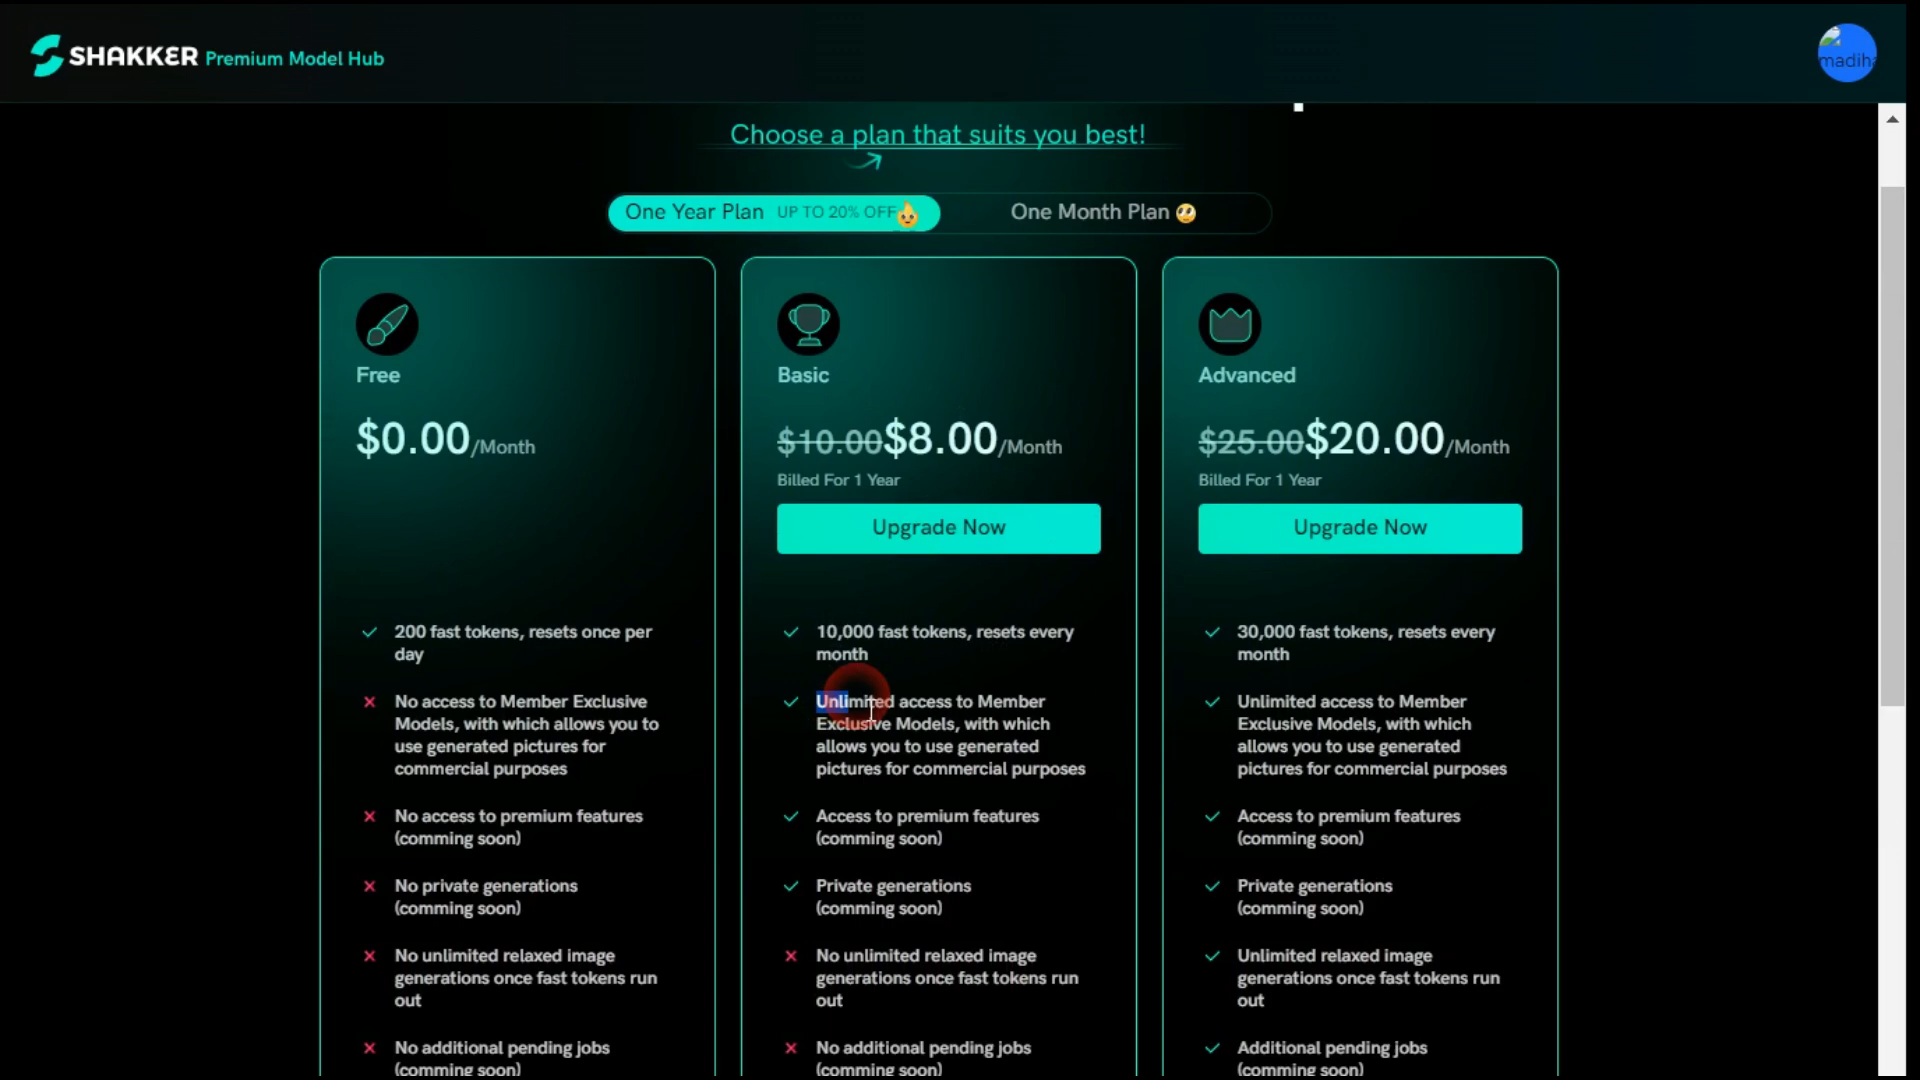 SHAKKER Premium Model Hub
madiha
Choose a plan that suits you best!
One Year Plan UP TO 20% OFF
One Month Plan
Free
$0.00/Month
200 fast tokens, resets once per
day
No access to Member Exclusive
Models, with which allows you to
use generated pictures for
commercial purposes
No access to premium features
(comming soon)
No private generations
(comming soon)
No unlimited relaxed image
generations once fast tokens run
out
No additional pending jobs
(comming soon)
Basic
$10.00$8.00/Month
Billed For 1 Year
Upgrade Now
10,000 fast tokens, resets every
month
Unlimited access to Member
Exclusive Models, with which
allows you to use generated
pictures for commercial purposes
Access to premium features
(comming soon)
Private generations
(comming soon)
No unlimited relaxed image
generations once fast tokens run
out
No additional pending jobs
(comming soon)
Advanced
$25.00$20.00/Month
Billed For 1 Year
Upgrade Now
30,000 fast tokens, resets every
month
Unlimited access to Member
Exclusive Models, with which
allows you to use generated
pictures for commercial purposes
Access to premium features
(comming soon)
Private generations
(comming soon)
Unlimited relaxed image
generations once fast tokens run
out
Additional pending jobs
(comming soon)